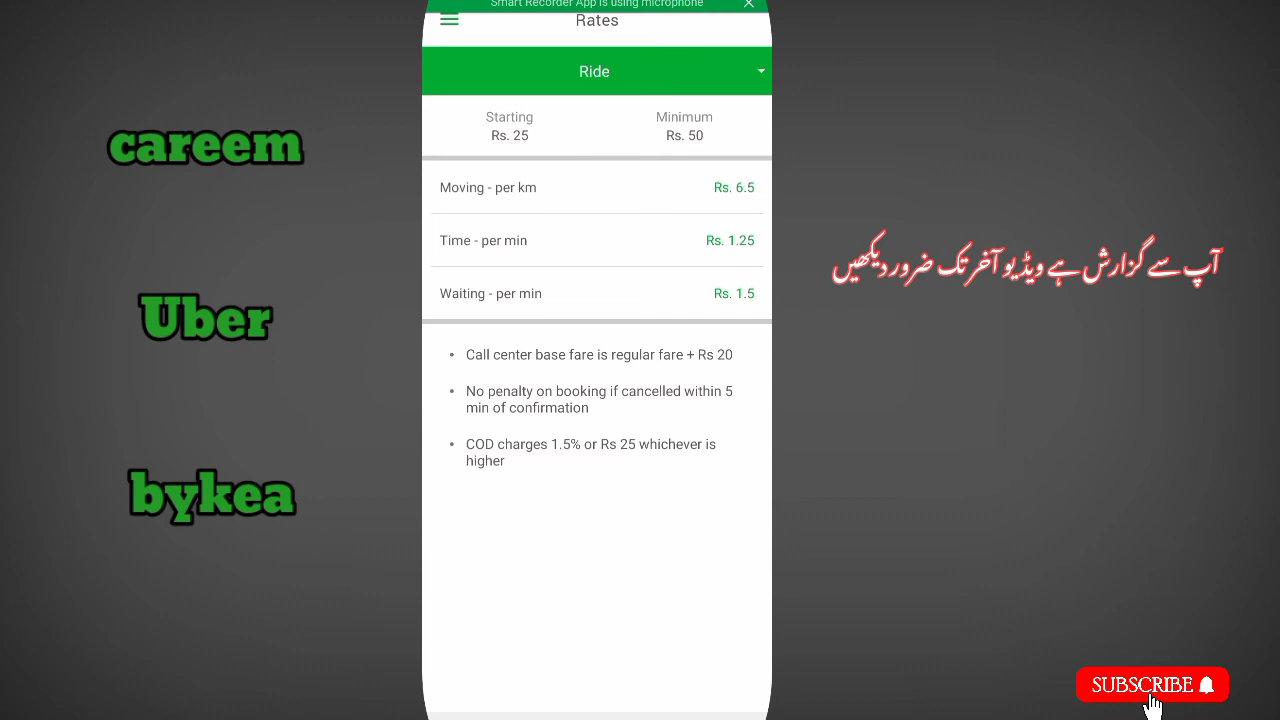 Smart Recorder App is using microphone
Rates
Ride
Starting
Minimum
Rs. 25
Rs. 50
Moving - per km
Rs. 6.5
Time - per min
Rs. 1.25
Waiting - per min
Rs. 1.5
• Call center base fare is regular fare + Rs 20
• No penalty on booking if cancelled within 5
min of confirmation
• COD charges 1.5% or Rs 25 whichever is
higher
careem
Uber
bykea
آپ سے گزارش ہے ویڈیو آخر تک ضرور دیکھیں
SUBSCRIBE